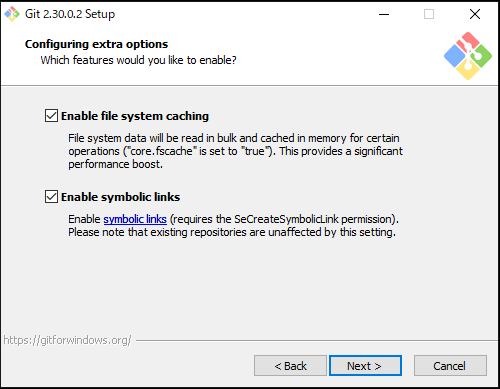 Git 2.30.0.2 Setup
Configuring extra options
Which features would you like to enable?
Enable file system caching
File system data will be read in bulk and cached in memory for certain
operations ("core.fscache" is set to "true"). This provides a significant
performance boost.
Enable symbolic links
Enable symbolic links (requires the SeCreateSymbolicLink permission).
Please note that existing repositories are unaffected by this setting.
https://gitforwindows.org/
< Back
Next >
Cancel